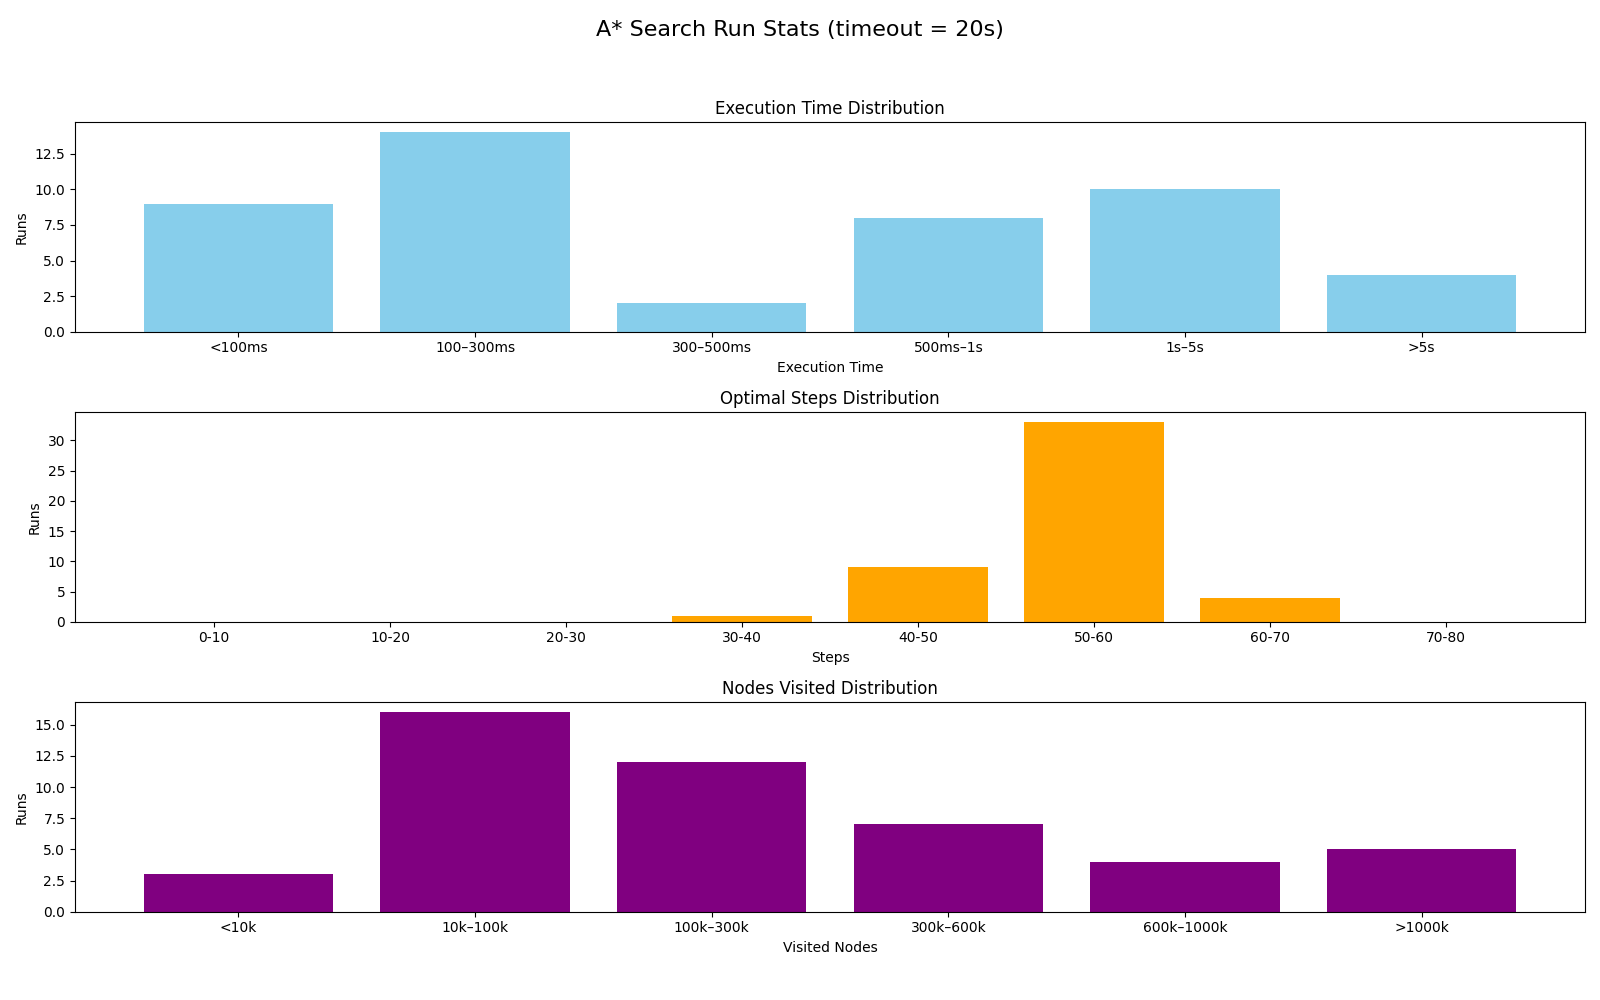 A* Search Run Stats (timeout = 20s)
Execution Time Distribution
12.5
10.0
7.5
5.0
2.5
0.0
Runs
<100ms 100–300ms 300–500ms 500ms–1s 1s–5s >5s
Execution Time
Optimal Steps Distribution
30
25
20
15
10
5
0
Runs
0-10 10-20 20-30 30-40 40-50 50-60 60-70 70-80
Steps
Nodes Visited Distribution
15.0
12.5
10.0
7.5
5.0
2.5
0.0
Runs
<10k 10k–100k 100k–300k 300k–600k 600k–1000k >1000k
Visited Nodes